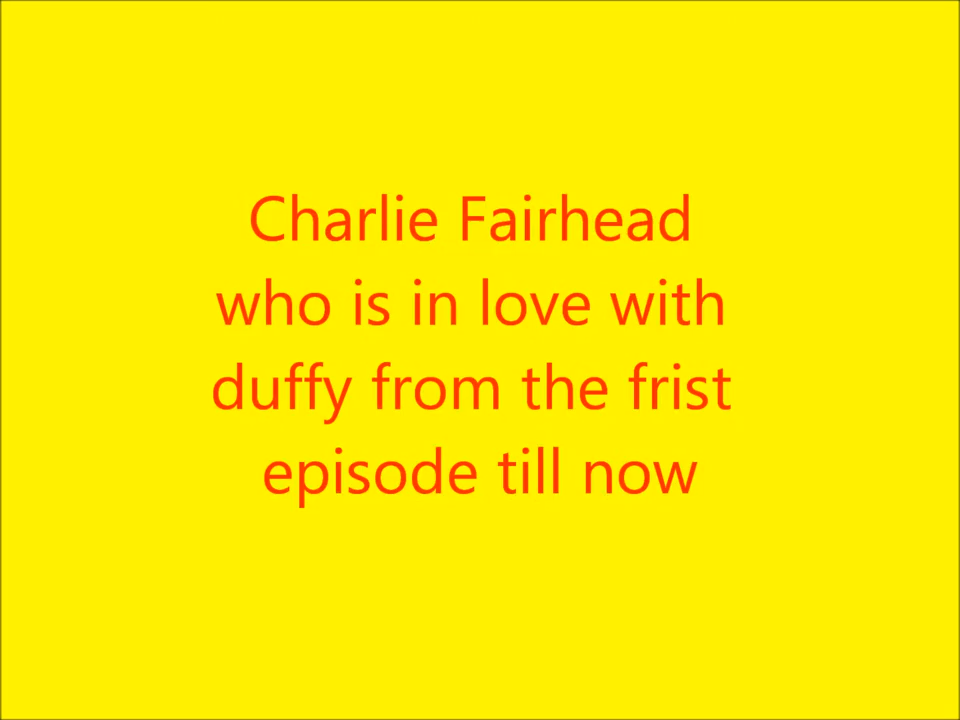 Charlie Fairhead
who is in love with
duffy from the frist
episode till now